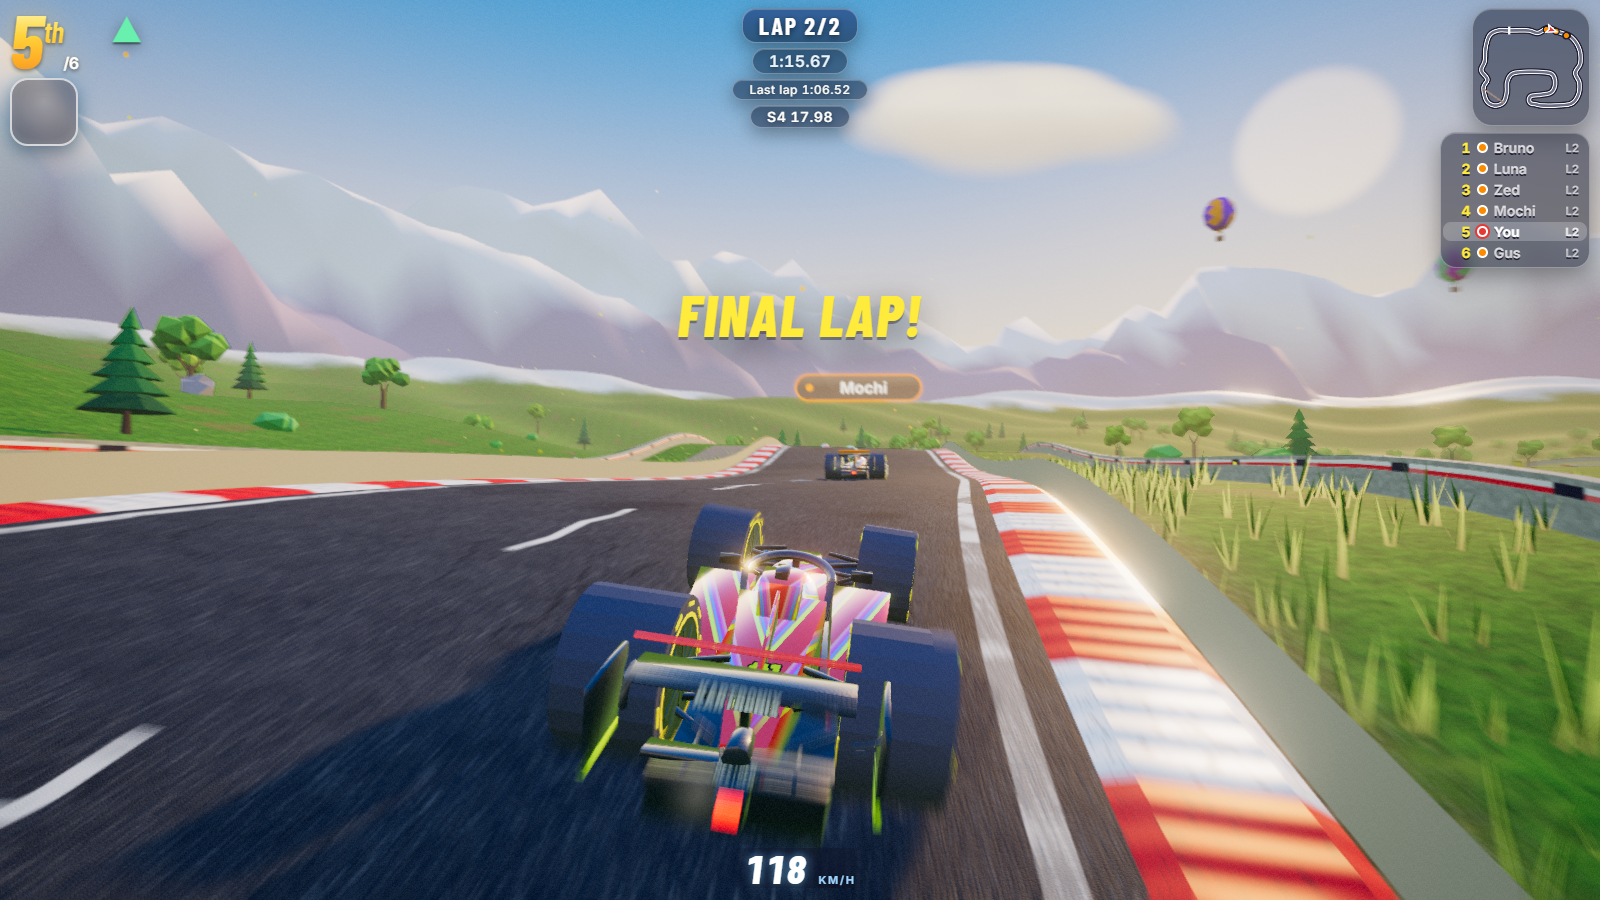 5th
/6
LAP 2/2
1:15.67
Last lap 1:06.52
S4 17.98
1 Bruno L2
2 Luna L2
3 Zed L2
4 Mochi L2
5 You L2
6 Gus L2
FINAL LAP!
Mochi
118 KM/H